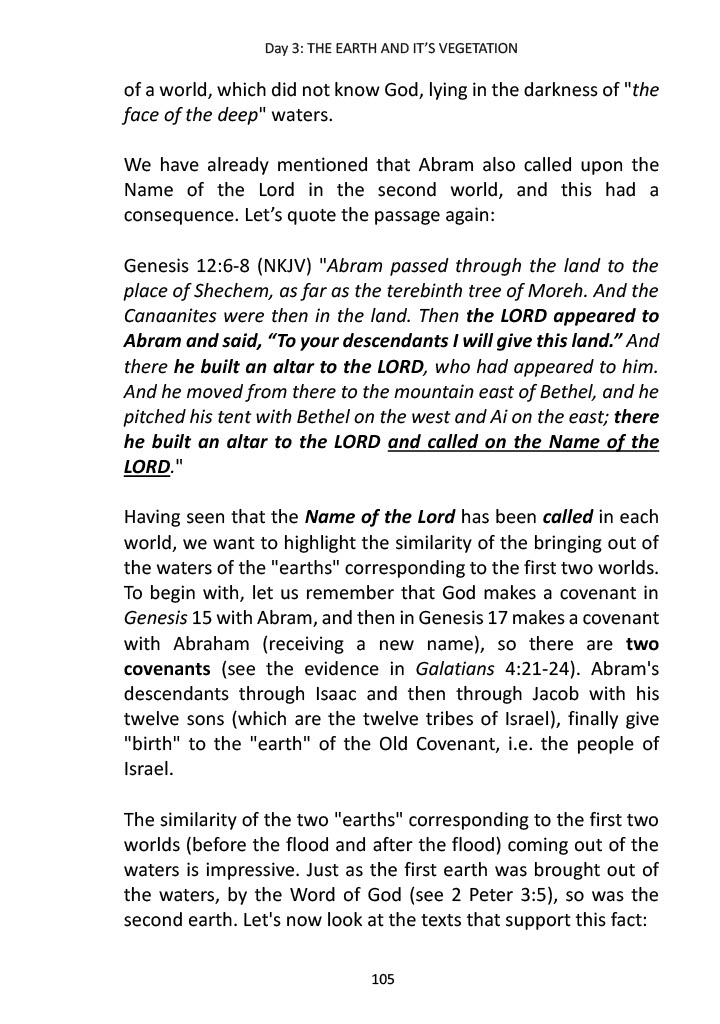 Day 3: THE EARTH AND IT’S VEGETATION
of a world, which did not know God, lying in the darkness of "the
face of the deep" waters.
We have already mentioned that Abram also called upon the
Name of the Lord in the second world, and this had a
consequence. Let’s quote the passage again:
Genesis 12:6-8 (NKJV) "Abram passed through the land to the
place of Shechem, as far as the terebinth tree of Moreh. And the
Canaanites were then in the land. Then the LORD appeared to
Abram and said, “To your descendants I will give this land.” And
there he built an altar to the LORD, who had appeared to him.
And he moved from there to the mountain east of Bethel, and he
pitched his tent with Bethel on the west and Ai on the east; there
he built an altar to the LORD and called on the Name of the
LORD."
Having seen that the Name of the Lord has been called in each
world, we want to highlight the similarity of the bringing out of
the waters of the "earths" corresponding to the first two worlds.
To begin with, let us remember that God makes a covenant in
Genesis 15 with Abram, and then in Genesis 17 makes a covenant
with Abraham (receiving a new name), so there are two
covenants (see the evidence in Galatians 4:21-24). Abram's
descendants through Isaac and then through Jacob with his
twelve sons (which are the twelve tribes of Israel), finally give
"birth" to the "earth" of the Old Covenant, i.e. the people of
Israel.
The similarity of the two "earths" corresponding to the first two
worlds (before the flood and after the flood) coming out of the
waters is impressive. Just as the first earth was brought out of
the waters, by the Word of God (see 2 Peter 3:5), so was the
second earth. Let's now look at the texts that support this fact:
105